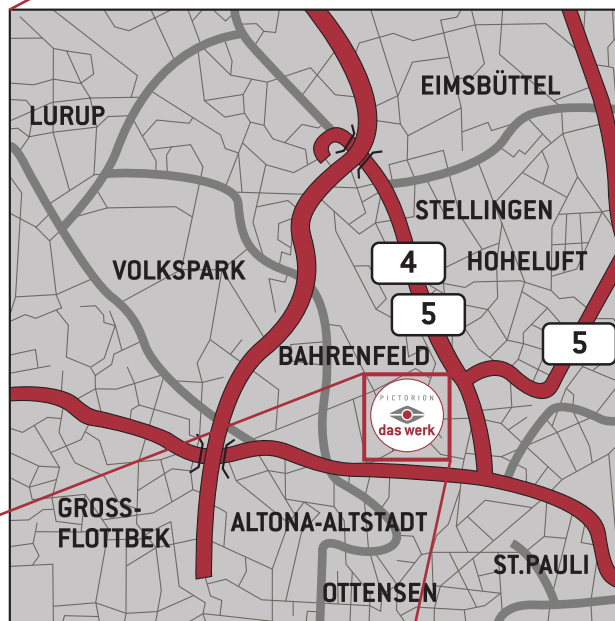 EIMSBÜTTEL
LURUP
STELLINGEN
4
HOHELUFT
VOLKSPARK
5
5
BAHRENFELD
PICTORION
das werk
GROSS-
FLOTTBEK
ALTONA-ALTSTADT
ST.PAULI
OTTENSEN